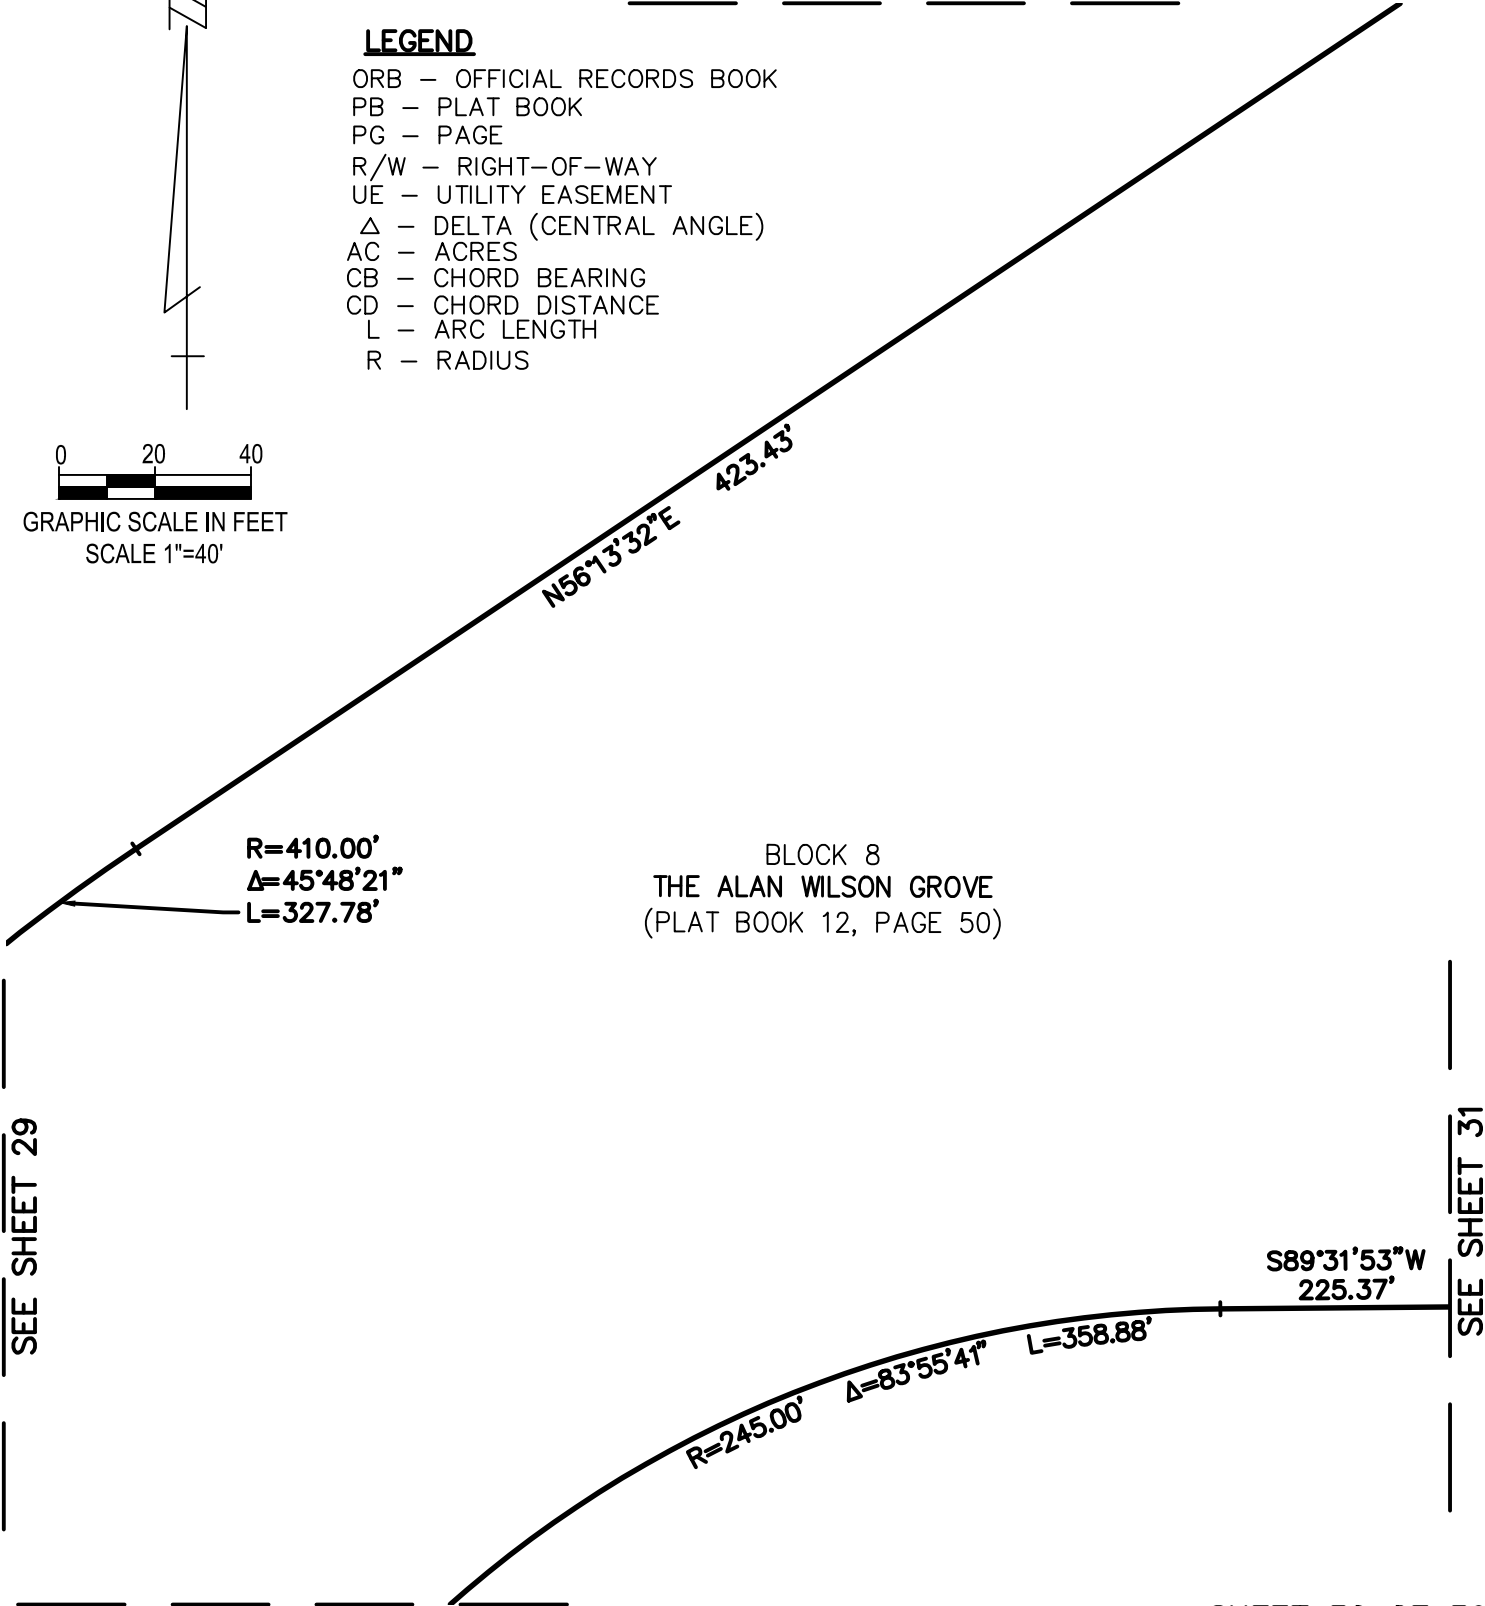 LEGEND
ORB – OFFICIAL RECORDS BOOK
PB – PLAT BOOK
PG – PAGE
R/W – RIGHT-OF-WAY
UE – UTILITY EASEMENT
Δ – DELTA (CENTRAL ANGLE)
AC – ACRES
CB – CHORD BEARING
CD – CHORD DISTANCE
L – ARC LENGTH
R – RADIUS
0 20 40
GRAPHIC SCALE IN FEET
SCALE 1"=40'
N56°13'32"E 423.43'
R=410.00'
Δ=45°48'21"
L=327.78'
BLOCK 8
THE ALAN WILSON GROVE
(PLAT BOOK 12, PAGE 50)
SEE SHEET 29
SEE SHEET 31
S89°31'53"W
225.37'
R=245.00' Δ=83°55'41" L=358.88'